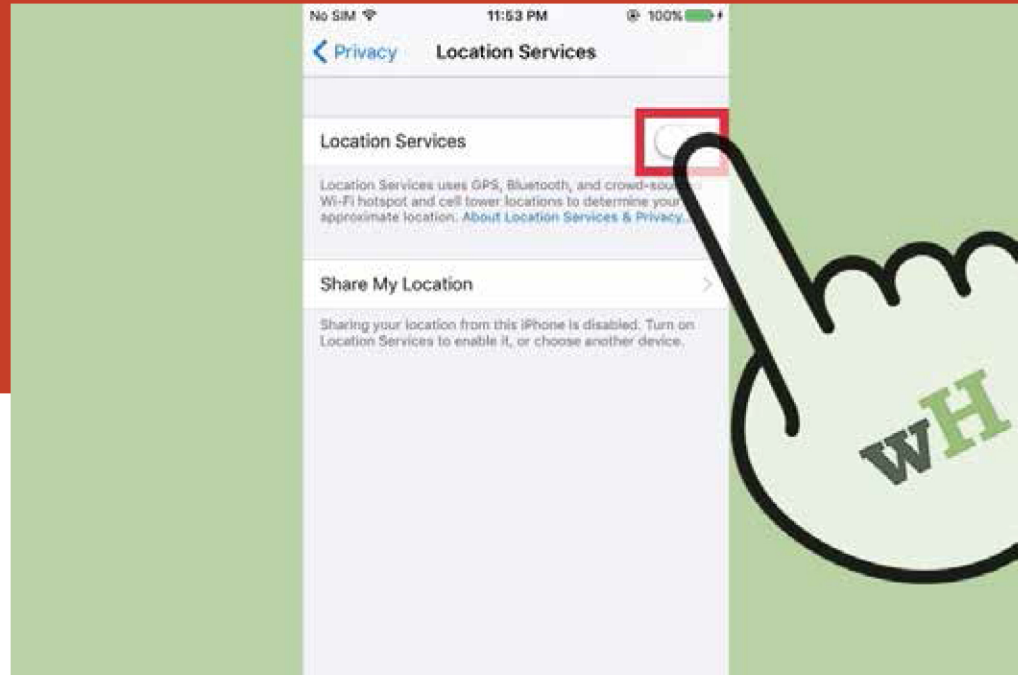 No SIM 11:53 PM 100%
Privacy Location Services
Location Services
Location Services uses GPS, Bluetooth, and
Wi-Fi hotspot and cell tower locations to determine your
approximate location. About Location Services & Privacy...
Share My Location
Sharing your location from this iPhone is disabled. Turn on
Location Services to enable it, or choose another device.
wH